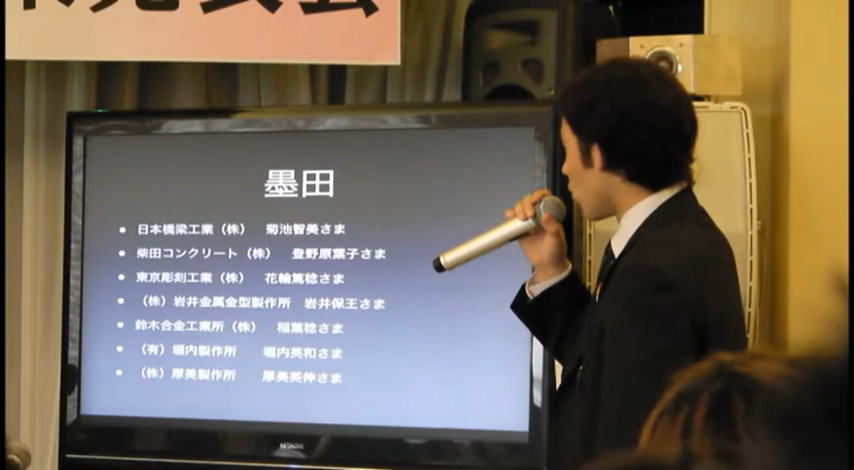 発表会
墨田
• 日本橋梁工業（株）　菊池智美さま
• 柴田コンクリート（株）　登野原葉子さま
• 東京彫刻工業（株）　花輪篤稔さま
• （株）岩井金属金型製作所　岩井保王さま
• 鈴木合金工業所（株）　稲葉稔さま
• （有）堀内製作所　　堀内英和さま
• （株）厚美製作所　　厚美英伸さま
HITACHI